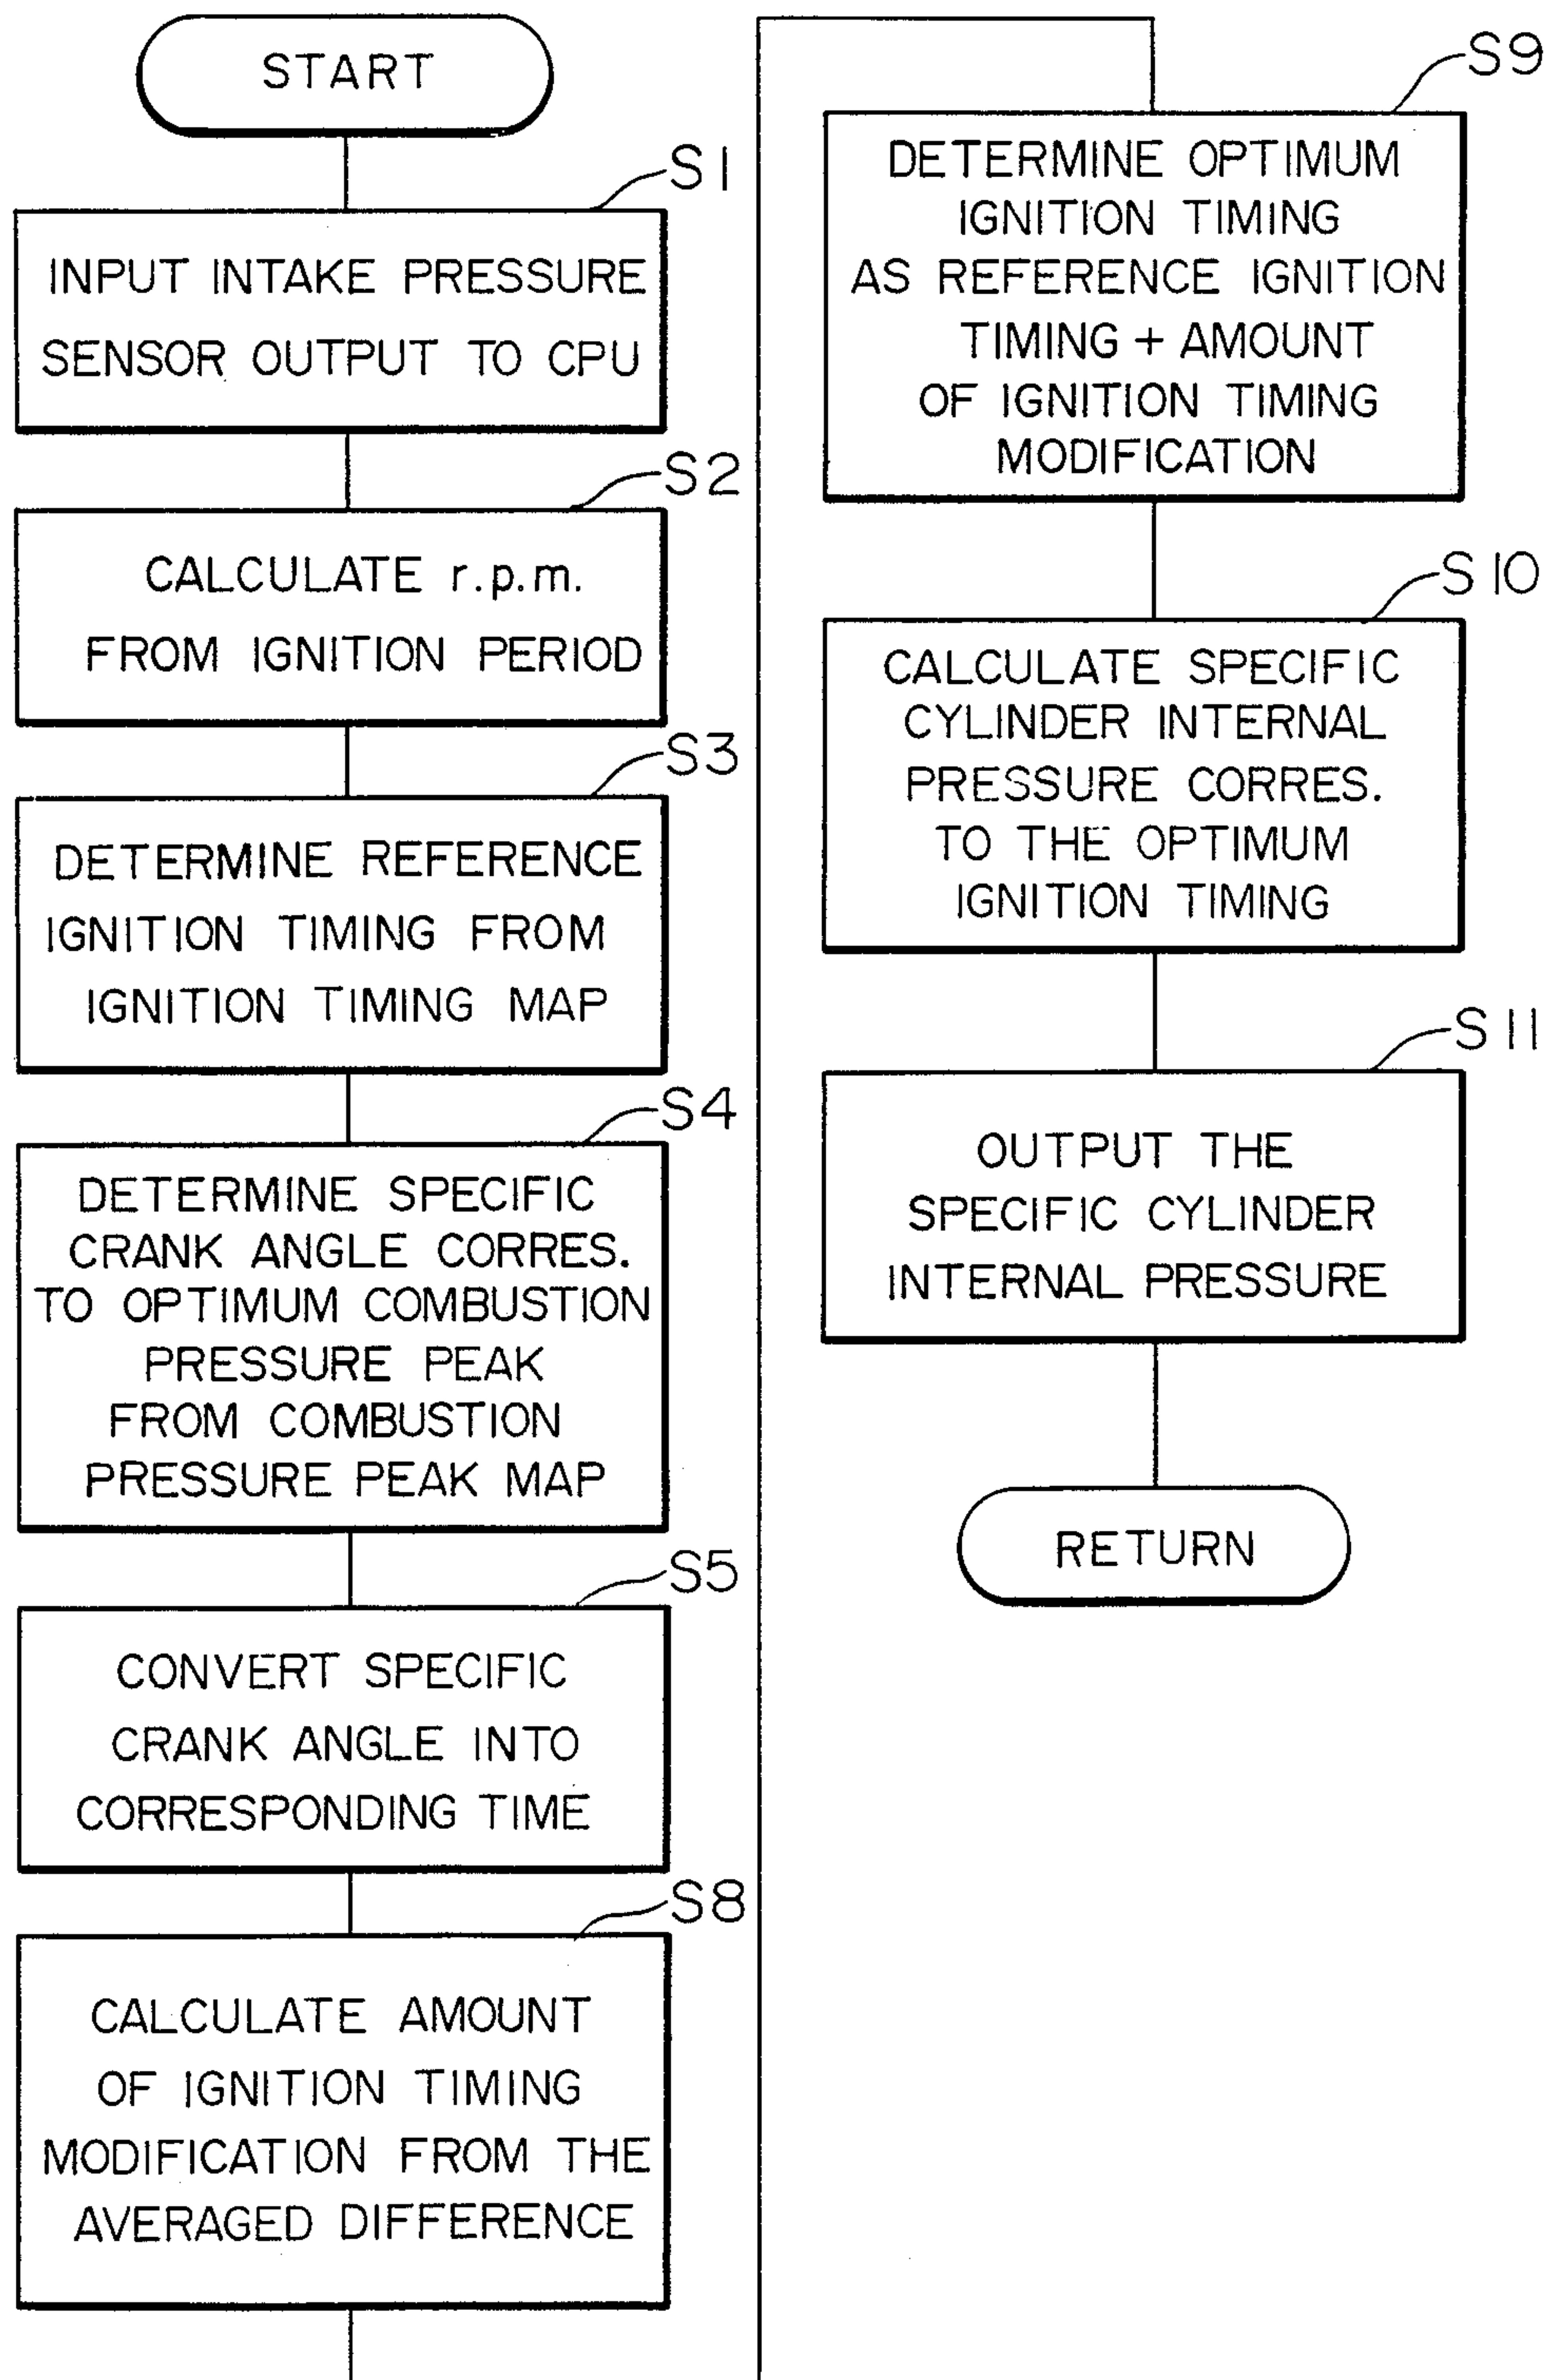 START
S1
INPUT INTAKE PRESSURE
SENSOR OUTPUT TO CPU
S2
CALCULATE r.p.m.
FROM IGNITION PERIOD
S3
DETERMINE REFERENCE
IGNITION TIMING FROM
IGNITION TIMING MAP
S4
DETERMINE SPECIFIC
CRANK ANGLE CORRES.
TO OPTIMUM COMBUSTION
PRESSURE PEAK
FROM COMBUSTION
PRESSURE PEAK MAP
S5
CONVERT SPECIFIC
CRANK ANGLE INTO
CORRESPONDING TIME
S8
CALCULATE AMOUNT
OF IGNITION TIMING
MODIFICATION FROM THE
AVERAGED DIFFERENCE
S9
DETERMINE OPTIMUM
IGNITION TIMING
AS REFERENCE IGNITION
TIMING + AMOUNT
OF IGNITION TIMING
MODIFICATION
S10
CALCULATE SPECIFIC
CYLINDER INTERNAL
PRESSURE CORRES.
TO THE OPTIMUM
IGNITION TIMING
S11
OUTPUT THE
SPECIFIC CYLINDER
INTERNAL PRESSURE
RETURN